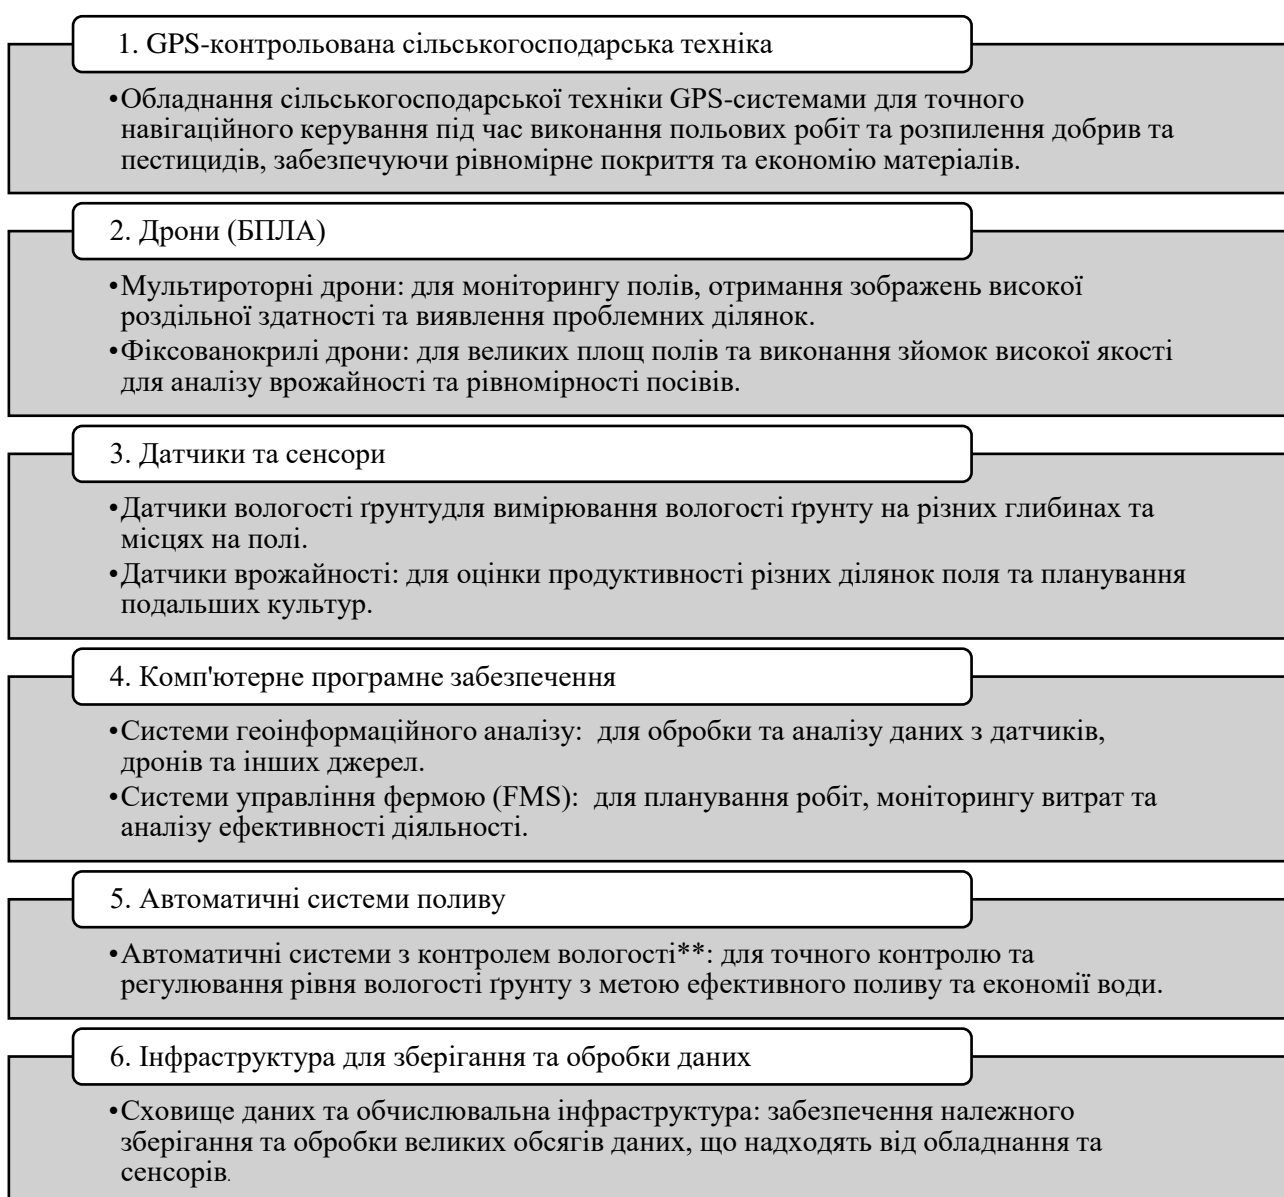 1. GPS-контрольована сільськогосподарська техніка
•Обладнання сільськогосподарської техніки GPS-системами для точного
навігаційного керування під час виконання польових робіт та розпилення добрив та
пестицидів, забезпечуючи рівномірне покриття та економію матеріалів.
2. Дрони (БПЛА)
•Мультироторні дрони: для моніторингу полів, отримання зображень високої
роздільної здатності та виявлення проблемних ділянок.
•Фіксованокрилі дрони: для великих площ полів та виконання зйомок високої якості
для аналізу врожайності та рівномірності посівів.
3. Датчики та сенсори
•Датчики вологості ґрунтудля вимірювання вологості ґрунту на різних глибинах та
місцях на полі.
•Датчики врожайності: для оцінки продуктивності різних ділянок поля та планування
подальших культур.
4. Комп'ютерне програмне забезпечення
•Системи геоінформаційного аналізу:  для обробки та аналізу даних з датчиків,
дронів та інших джерел.
•Системи управління фермою (FMS):  для планування робіт, моніторингу витрат та
аналізу ефективності діяльності.
5. Автоматичні системи поливу
•Автоматичні системи з контролем вологості**: для точного контролю та
регулювання рівня вологості ґрунту з метою ефективного поливу та економії води.
6. Інфраструктура для зберігання та обробки даних
•Сховище даних та обчислювальна інфраструктура: забезпечення належного
зберігання та обробки великих обсягів даних, що надходять від обладнання та
сенсорів.